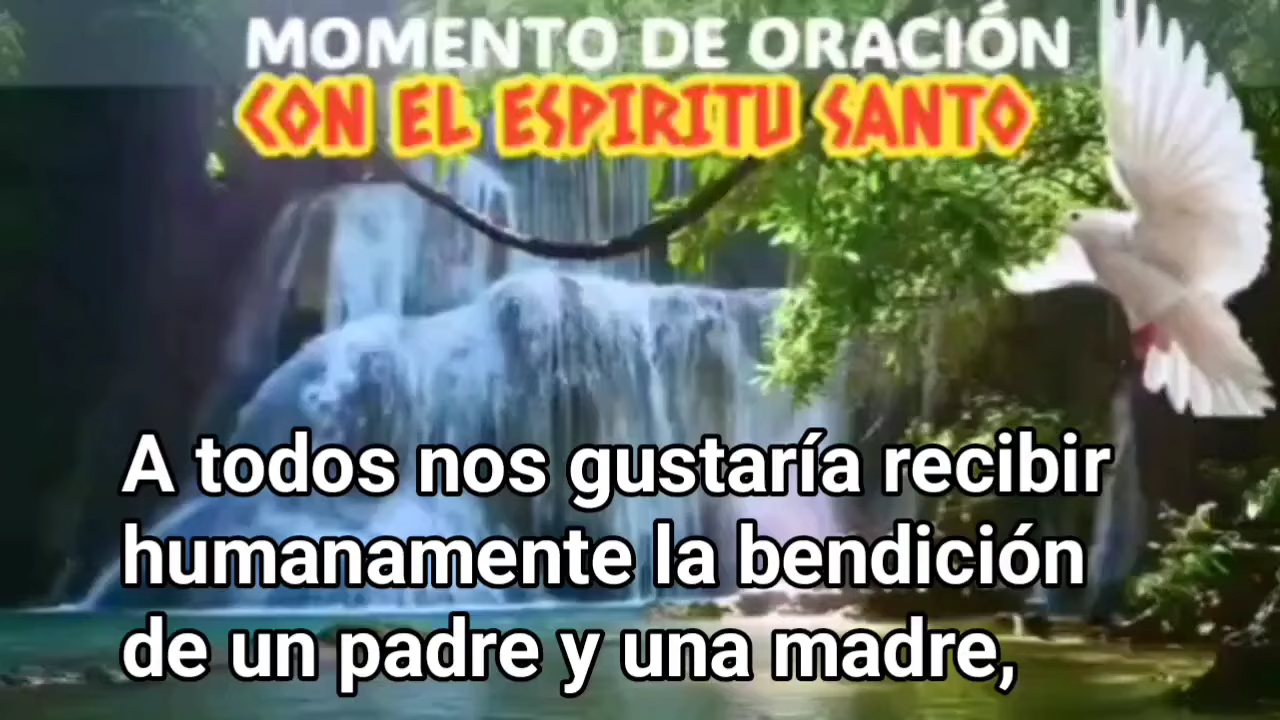 MOMENTO DE ORACIÓN
CON EL ESPIRITU SANTO
A todos nos gustaría recibir
humanamente la bendición
de un padre y una madre,